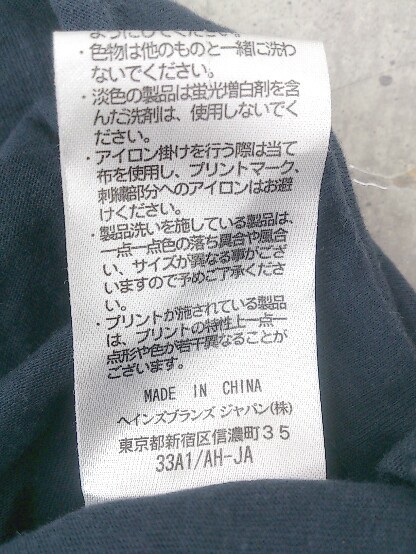 ようにしてください。
・色物は他のものと一緒に洗わ
ないでください。
・淡色の製品は蛍光増白剤を含
んだ洗剤は、使用しないでく
ださい。
・アイロン掛けを行う際は当て
布を使用し、プリントマーク、
刺繍部分へのアイロンはお避
けください。
・製品洗いを施している製品は、
一点一点色の落ち具合や風合
い、サイズが異なる事がござ
いますので予めご了承くださ
い。
・プリントが施されている製品
は、プリントの特性上一点一
点形や色が若干異なることが
ございます。
MADE IN CHINA
ヘインズブランズ ジャパン(株)
東京都新宿区信濃町35
33A1/AH-JA